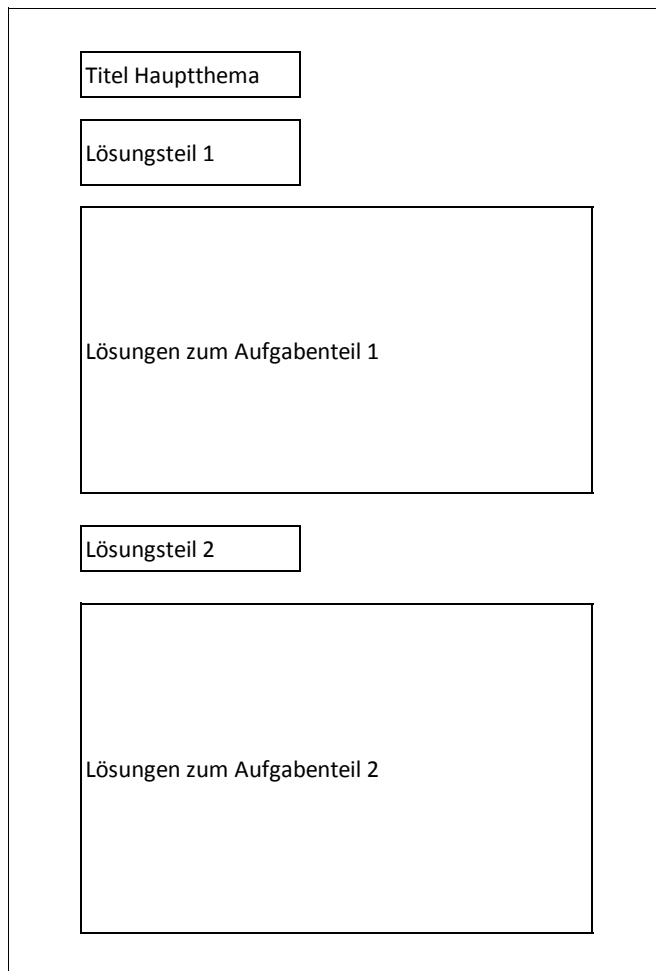 Titel Hauptthema
Lösungsteil 1
Lösungen zum Aufgabenteil 1
Lösungsteil 2
Lösungen zum Aufgabenteil 2